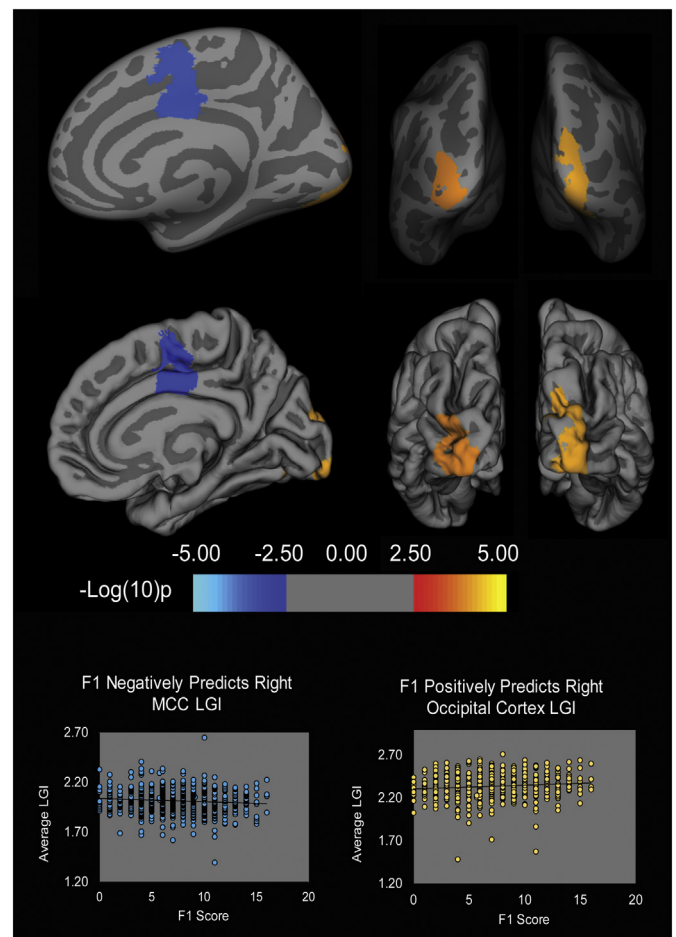 -5.00 -2.50 0.00 2.50 5.00
-Log(10)p
F1 Negatively Predicts Right
MCC LGI
2.70
2.20
1.70
1.20
Average LGI
0 5 10 15 20
F1 Score
F1 Positively Predicts Right
Occipital Cortex LGI
2.70
2.20
1.70
1.20
Average LGI
0 5 10 15 20
F1 Score